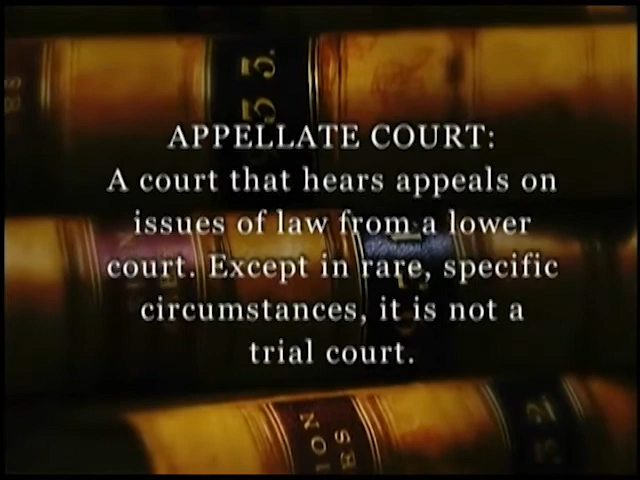 APPELLATE COURT:
A court that hears appeals on
issues of law from a lower
court. Except in rare, specific
circumstances, it is not a
trial court.